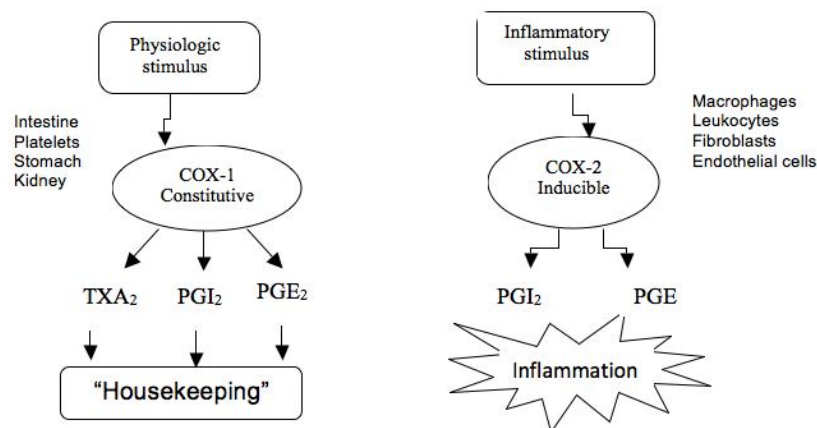 Physiologic
stimulus
Intestine
Platelets
Stomach
Kidney
COX-1
Constitutive
TXA₂
PGI₂
PGE₂
“Housekeeping”
Inflammatory
stimulus
Macrophages
Leukocytes
Fibroblasts
Endothelial cells
COX-2
Inducible
PGI₂
PGE
Inflammation